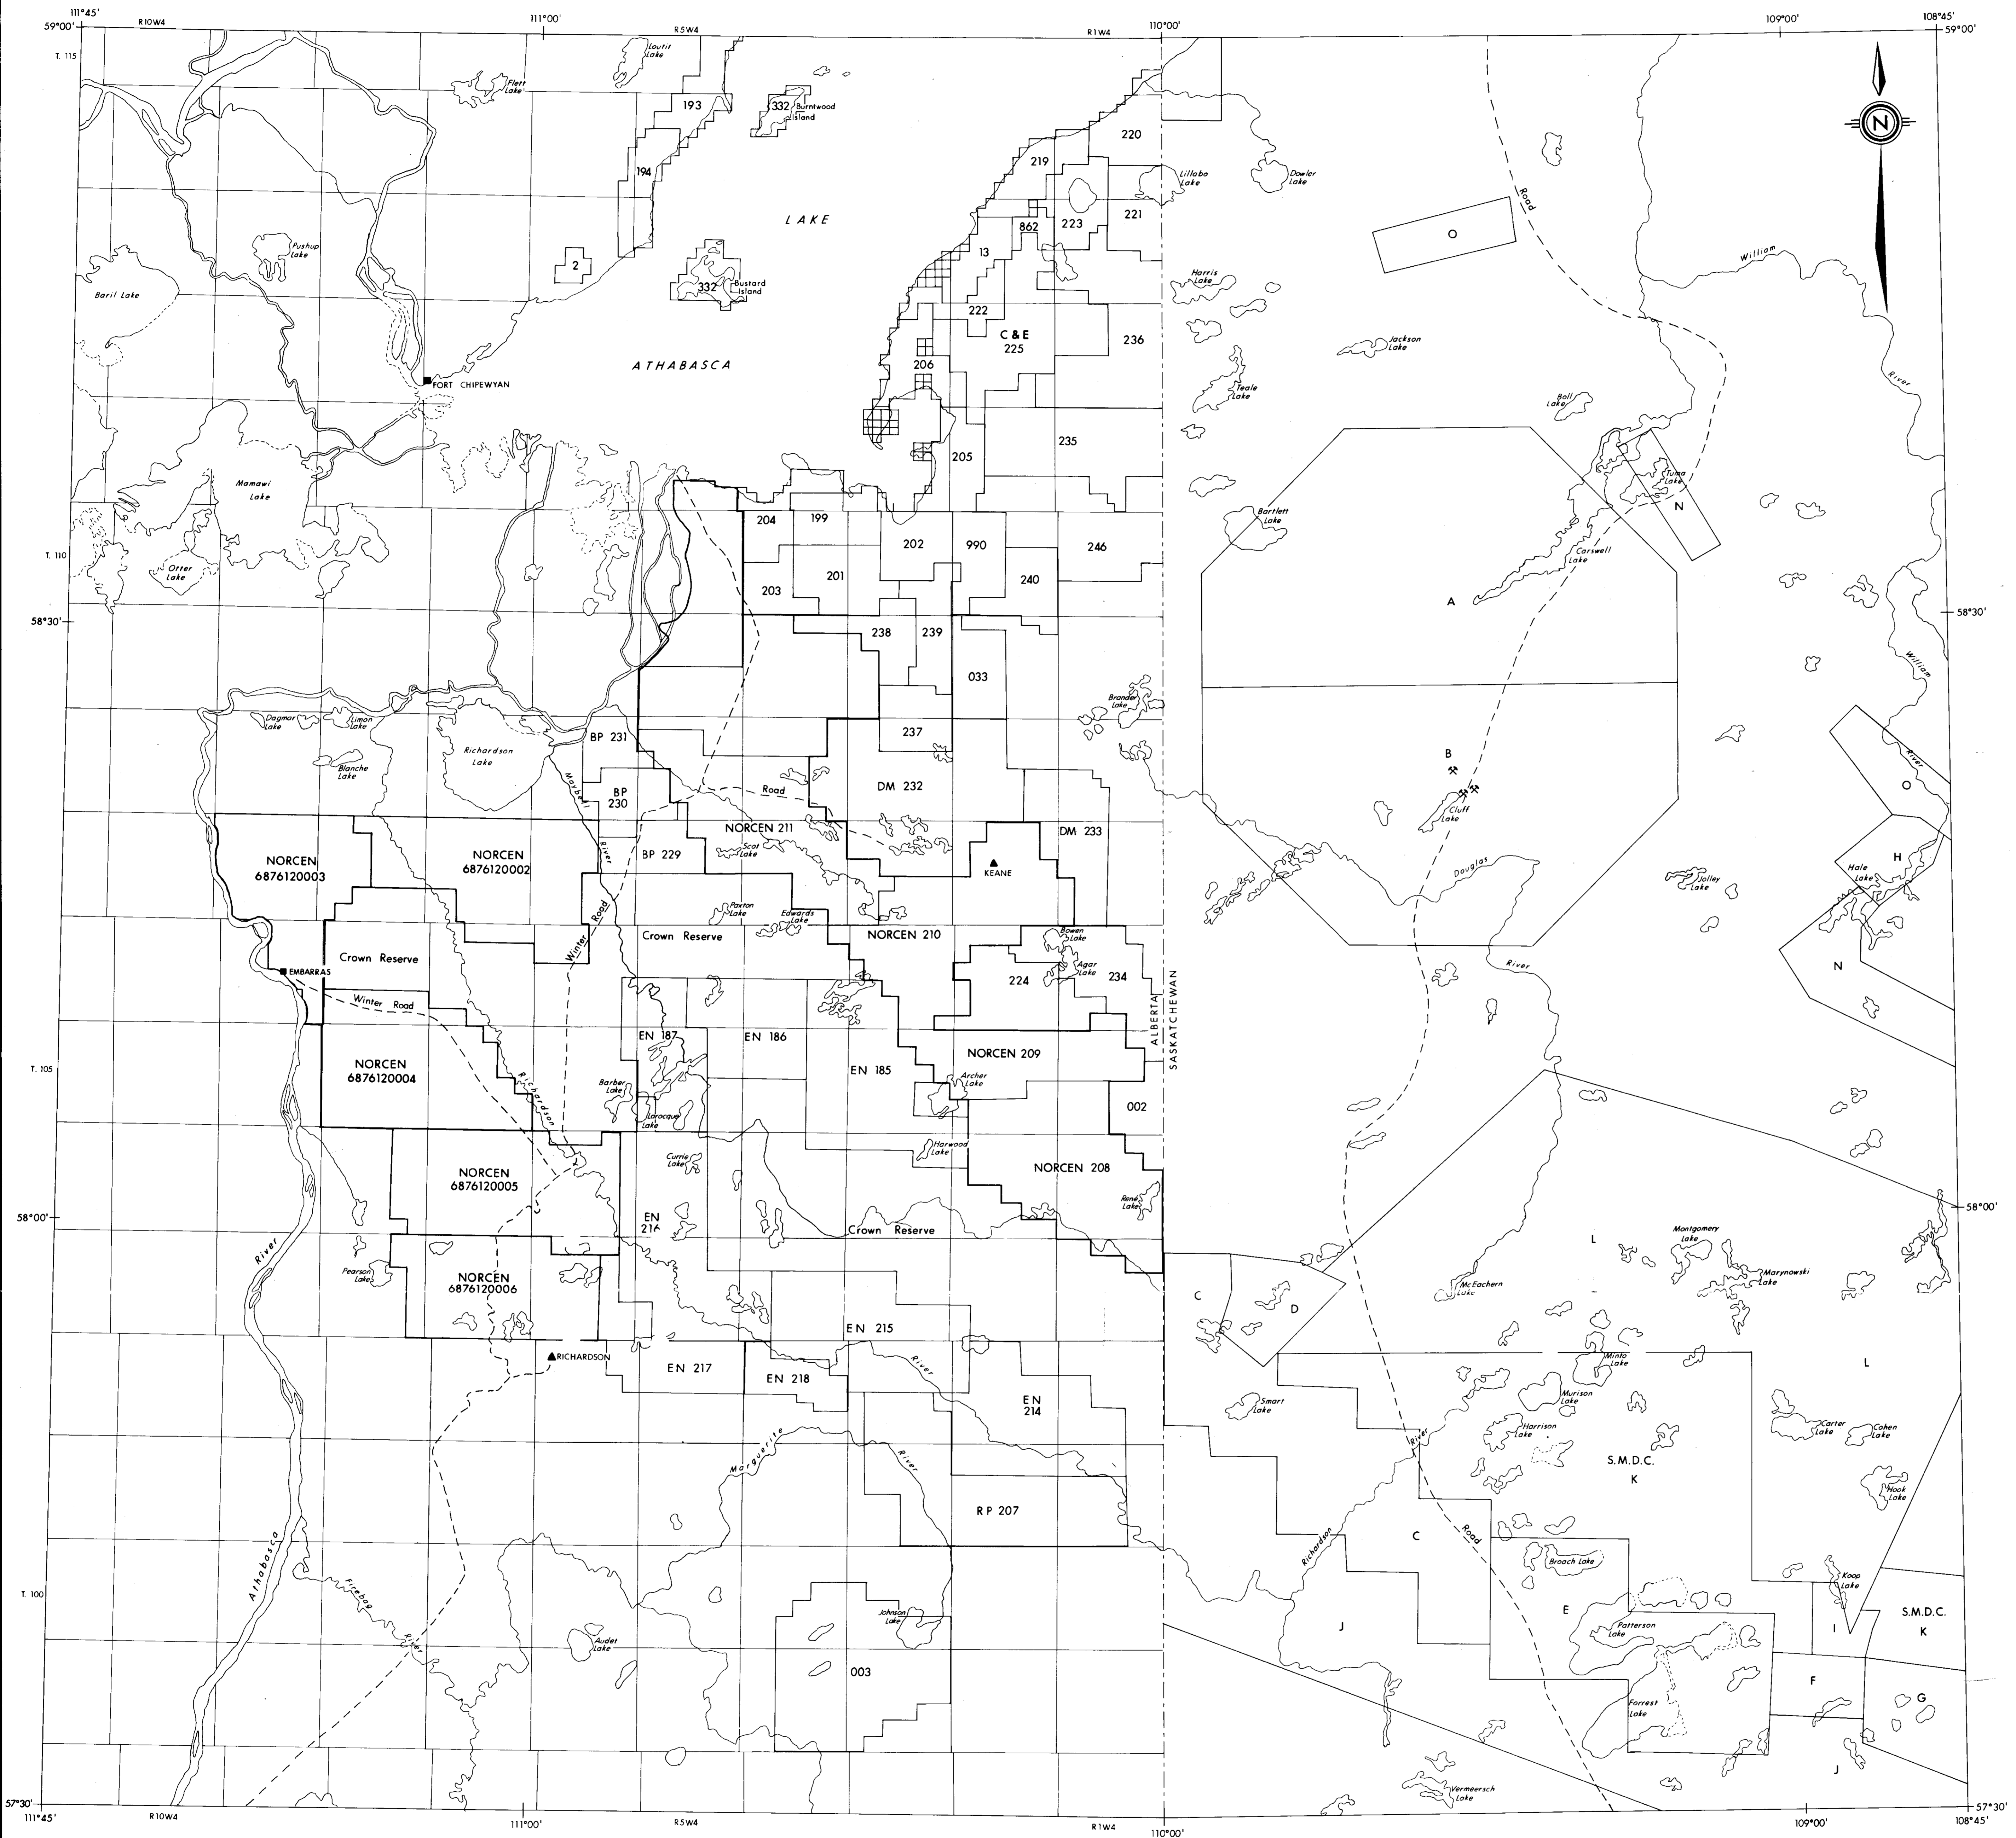 111°45'
R10W4
111°00'
R5W4
R1W4
110°00'
109°00'
108°45'
59°00'
59°00'
T. 115
Loutit
Lake
Flett
Lake
193
332
Burntwood
Island
220
N
219
194
Lillabo
Lake
Dowler
Lake
Road
LAKE
862
223
221
O
Pushup
Lake
13
William
2
332
Bustard
Island
Harris
Lake
Baril Lake
222
C & E
225
236
Jackson
Lake
ATHABASCA
206
River
FORT CHIPEWYAN
Teale
Lake
Boll
Lake
235
205
Tuma
Lake
Mamawi
Lake
N
204
199
Bartlett
Lake
202
990
246
T. 110
Carswell
Lake
Otter
Lake
201
240
203
A
58°30'
58°30'
238
239
William
033
Brander
Lake
Dagmar
Lake
Limon
Lake
BP 231
237
Richardson
Lake
River
B
Blanche
Lake
Maybell
BP
230
Road
DM 232
O
Cluff
Lake
NORCEN 211
DM 233
River
Scot
Lake
NORCEN
6876120003
NORCEN
6876120002
BP 229
KEANE
Douglas
H
Hale
Lake
Jolley
Lake
Paxton
Lake
Edwards
Lake
Winter Road
Crown Reserve
NORCEN 210
Bowen
Lake
Crown Reserve
Agar
Lake
River
N
EMBARRAS
224
234
Winter Road
ALBERTA
SASKATCHEWAN
EN 187
EN 186
NORCEN 209
T. 105
NORCEN
6876120004
EN 185
Archer
Lake
Richardson
Barber
Lake
Larocque
Lake
002
Harwood
Lake
Currie
Lake
NORCEN
6876120005
NORCEN 208
René
Lake
58°00'
58°00'
EN
216
Crown Reserve
Montgomery
Lake
L
River
Pearson
Lake
NORCEN
6876120006
McEachern
Lake
Marynowski
Lake
C
D
EN 215
RICHARDSON
EN 217
River
Minto
Lake
L
EN 218
Murison
Lake
EN
214
Smart
Lake
Harrison
Lake
Carter
Lake
Cohen
Lake
River
Marguerite
River
S.M.D.C.
K
Hook
Lake
RP 207
Richardson
C
Road
Broach Lake
Athabasca
Koop
Lake
T. 100
Firebag
Johnson
Lake
E
S.M.D.C.
K
Patterson
Lake
J
I
River
Audet
Lake
003
F
Forrest
Lake
G
J
Vermeersch
Lake
57°30'
57°30'
111°45'
R10W4
111°00'
R5W4
R1W4
110°00'
109°00'
108°45'